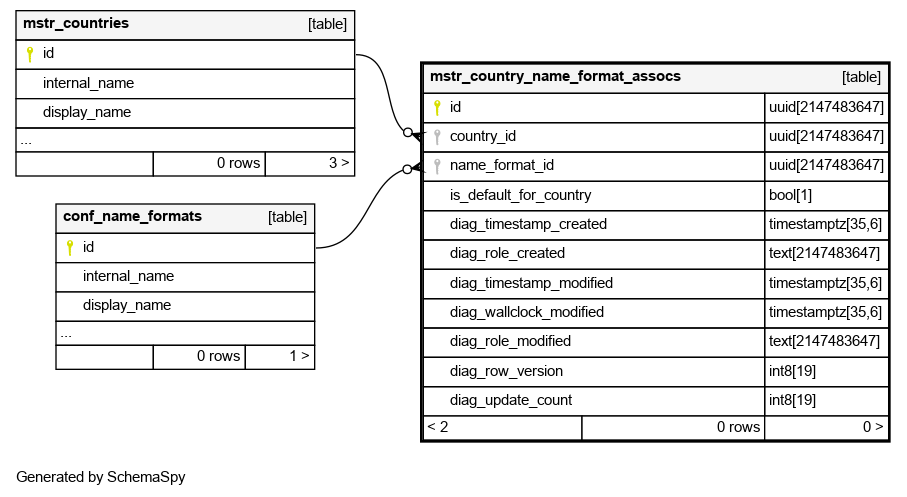 mstr_countries [table]
id
internal_name
display_name
...
0 rows 3 >
conf_name_formats [table]
id
internal_name
display_name
...
0 rows 1 >
mstr_country_name_format_assocs [table]
id uuid[2147483647]
country_id uuid[2147483647]
name_format_id uuid[2147483647]
is_default_for_country bool[1]
diag_timestamp_created timestamptz[35,6]
diag_role_created text[2147483647]
diag_timestamp_modified timestamptz[35,6]
diag_wallclock_modified timestamptz[35,6]
diag_role_modified text[2147483647]
diag_row_version int8[19]
diag_update_count int8[19]
< 2 0 rows 0 >
Generated by SchemaSpy